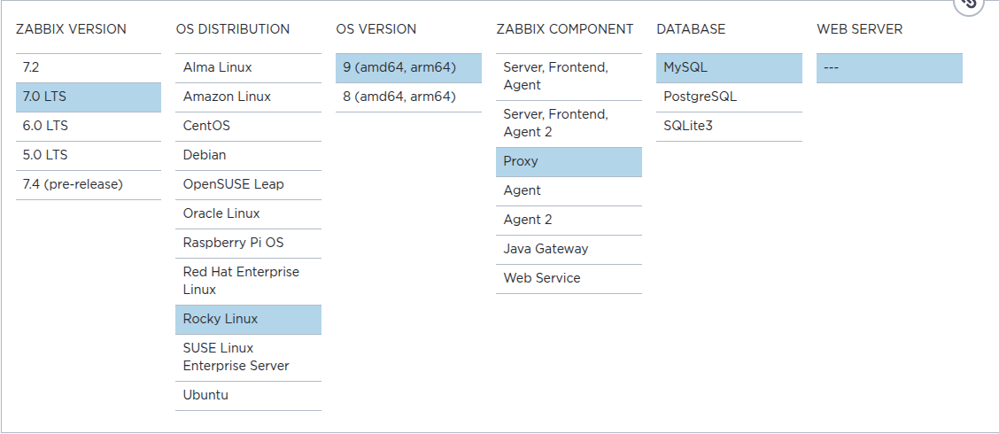 ZABBIX VERSION
7.2
7.0 LTS
6.0 LTS
5.0 LTS
7.4 (pre-release)
OS DISTRIBUTION
Alma Linux
Amazon Linux
CentOS
Debian
OpenSUSE Leap
Oracle Linux
Raspberry Pi OS
Red Hat Enterprise
Linux
Rocky Linux
SUSE Linux
Enterprise Server
Ubuntu
OS VERSION
9 (amd64, arm64)
8 (amd64, arm64)
ZABBIX COMPONENT
Server, Frontend,
Agent
Server, Frontend,
Agent 2
Proxy
Agent
Agent 2
Java Gateway
Web Service
DATABASE
MySQL
PostgreSQL
SQLite3
WEB SERVER
---